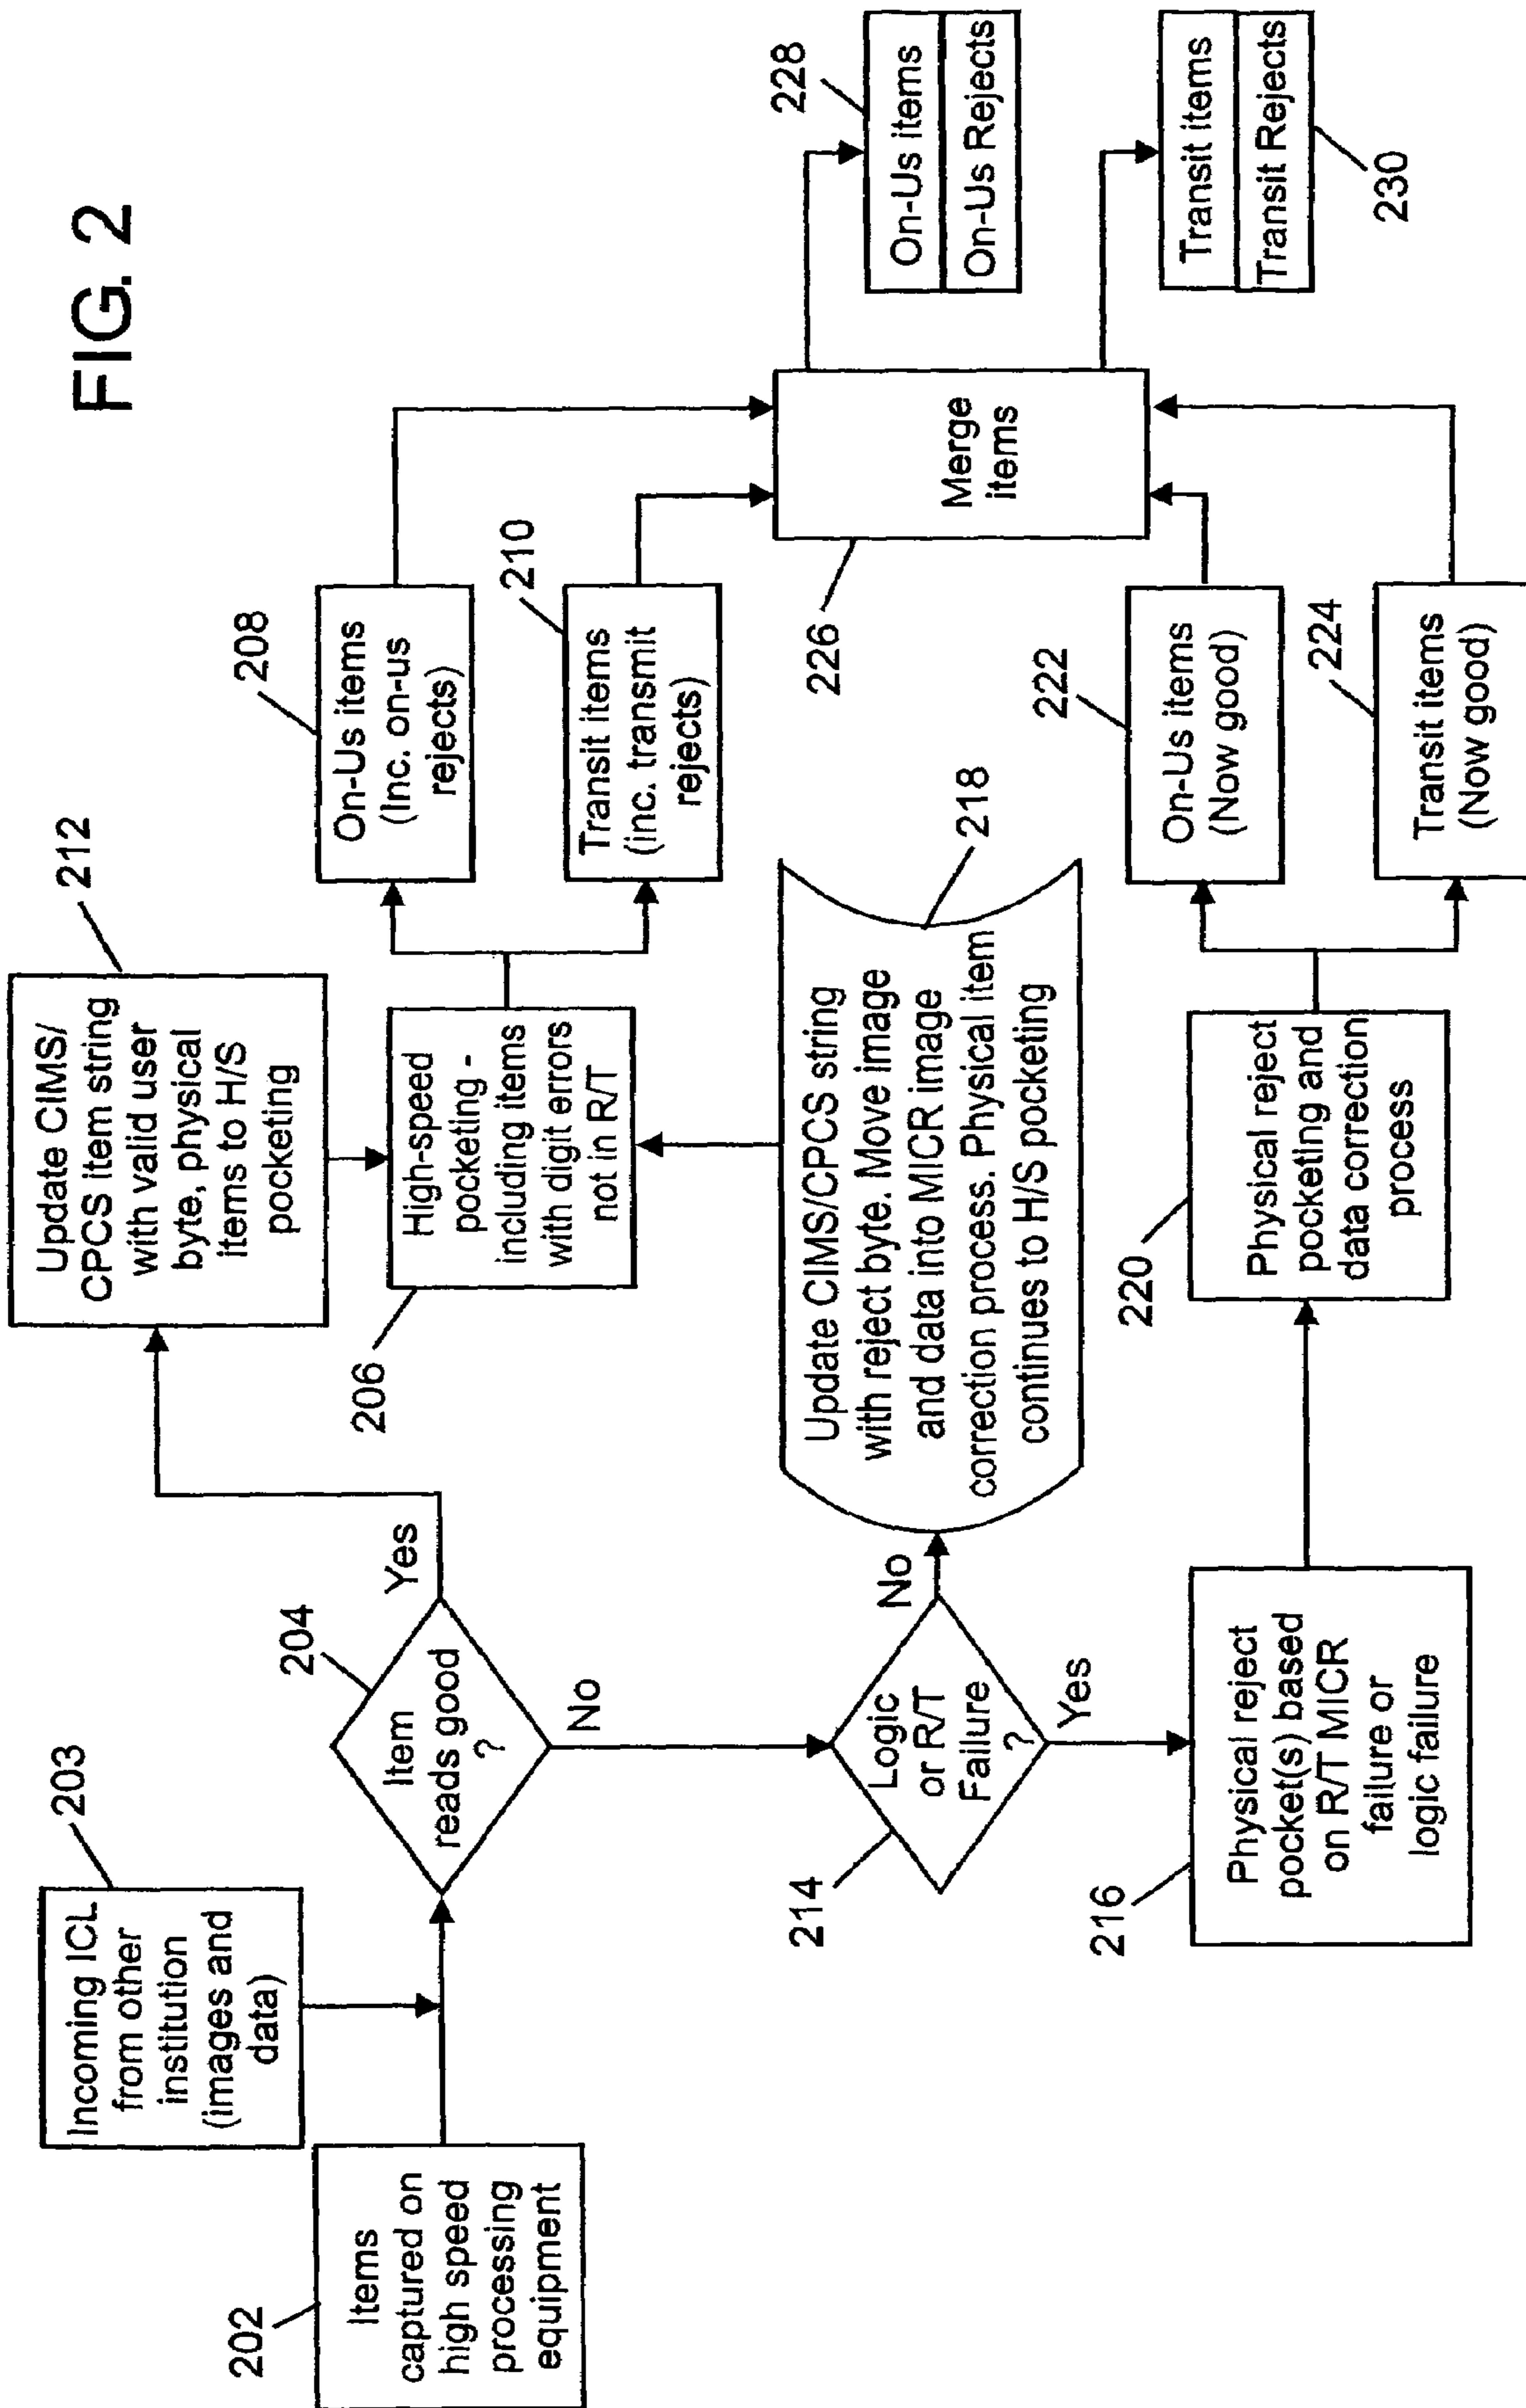 FIG. 2
203
Incoming ICL
from other
institution
(images and
data)
202
Items
captured on
high speed
processing
equipment
204
Item
reads good
?
Yes
No
212
Update CIMS/
CPCS item string
with valid user
byte, physical
items to H/S
pocketing
206
High-speed
pocketing -
including items
with digit errors
not in R/T
208
On-Us items
(Inc. on-us
rejects)
210
Transit items
(inc. transmit
rejects)
214
Logic
or R/T
Failure
?
No
Yes
218
Update CIMS/CPCS string
with reject byte. Move image
and data into MICR image
correction process. Physical item
continues to H/S pocketing
216
Physical reject
pocket(s) based
on R/T MICR
failure or
logic failure
220
Physical reject
pocketing and
data correction
process
222
On-Us items
(Now good)
224
Transit items
(Now good)
226
Merge
items
228
On-Us items
On-Us Rejects
Transit items
Transit Rejects
230